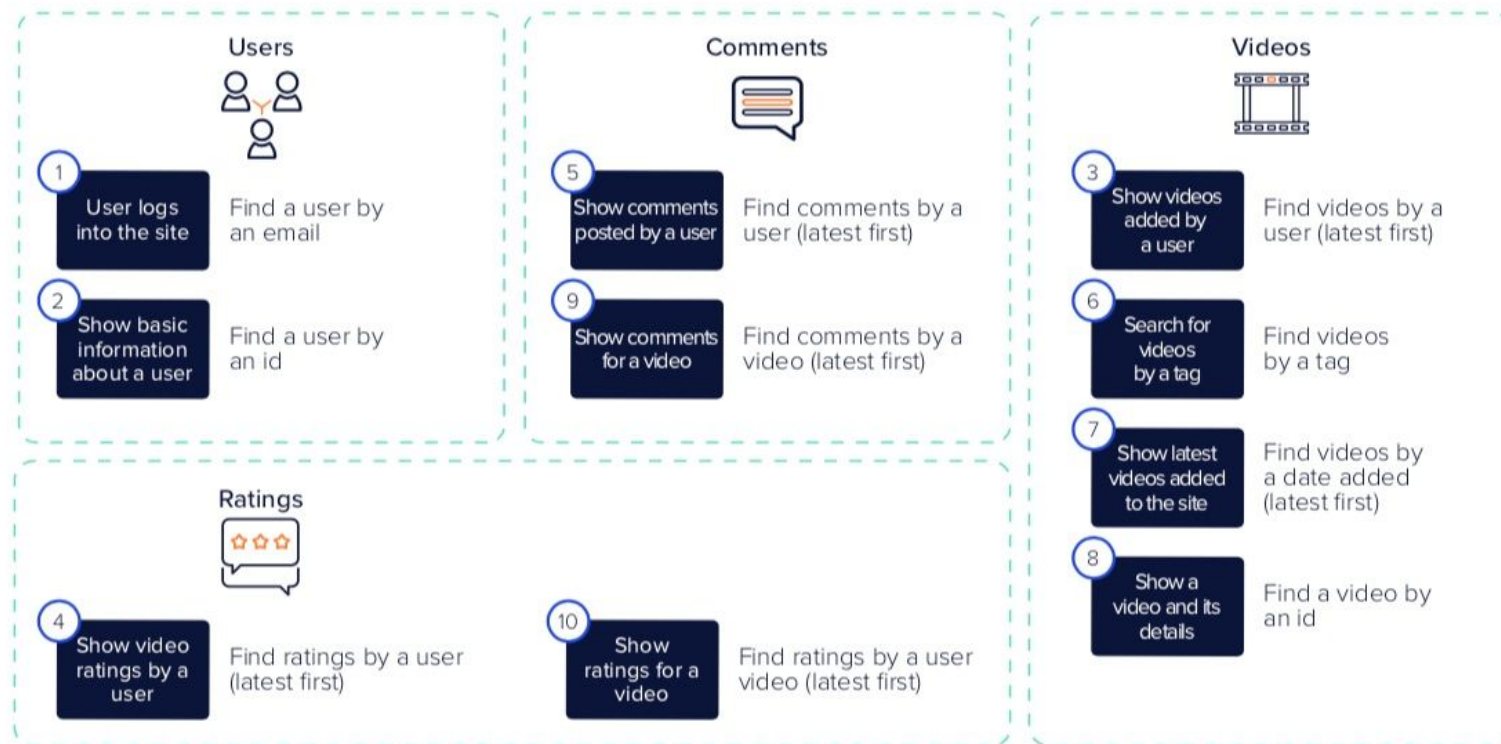 Users
1
User logs
into the site
Find a user by
an email
2
Show basic
information
about a user
Find a user by
an id
Comments
5
Show comments
posted by a user
Find comments by a
user (latest first)
9
Show comments
for a video
Find comments by a
video (latest first)
Videos
3
Show videos
added by
a user
Find videos by a
user (latest first)
6
Search for
videos
by a tag
Find videos
by a tag
7
Show latest
videos added
to the site
Find videos by
a date added
(latest first)
8
Show a
video and its
details
Find a video by
an id
Ratings
4
Show video
ratings by a
user
Find ratings by a user
(latest first)
10
Show
ratings for a
video
Find ratings by a user
video (latest first)